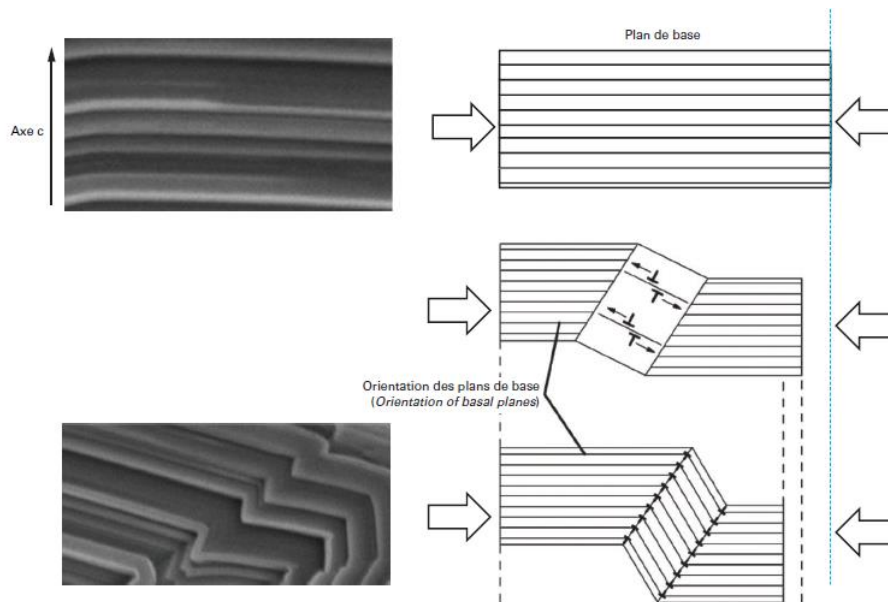 Plan de base
Axe c
Orientation des plans de base
(Orientation of basal planes)